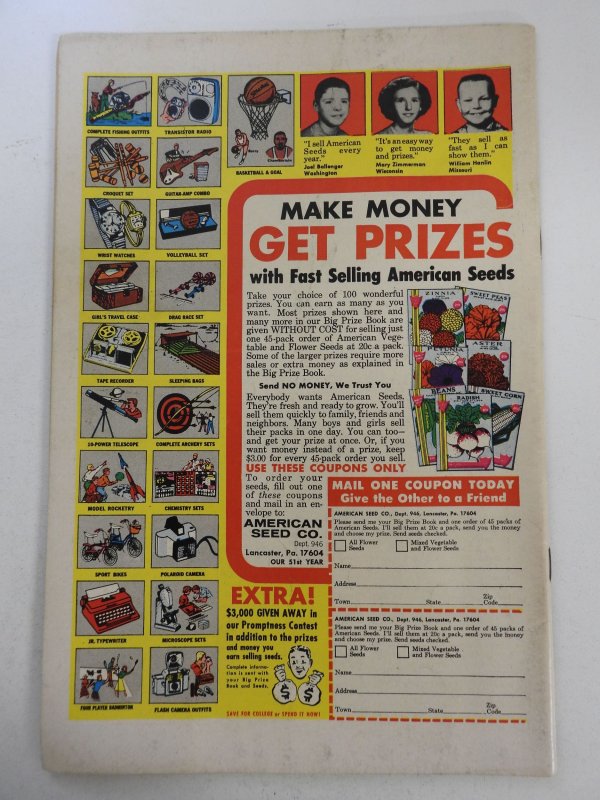 COMPLETE FISHING OUTFITS
TRANSISTOR RADIO
CROQUET SET
GUITAR-AMP COMBO
WRIST WATCHES
VOLLEYBALL SET
GIRL'S TRAVEL CASE
DRAG RACE SET
TAPE RECORDER
SLEEPING BAGS
10-POWER TELESCOPE
COMPLETE ARCHERY SETS
MODEL ROCKETRY
CHEMISTRY SETS
SPORT BIKES
POLAROID CAMERA
JR. TYPEWRITER
MICROSCOPE SETS
FOUR PLAYER BADMINTON
FLASH CAMERA OUTFITS
BASKETBALL & GOAL
"I sell American
Seeds every
year."
Joel Ballenger
Washington
"It's an easy way
to get money
and prizes."
Mary Zimmerman
Wisconsin
"They sell as
fast as I can
show them."
William Hanlin
Missouri
MAKE MONEY
GET PRIZES
with Fast Selling American Seeds
Take your choice of 100 wonderful
prizes. You can earn as many as you
want. Most prizes shown here and
many more in our Big Prize Book are
given WITHOUT COST for selling just
one 45-pack order of American Vege-
table and Flower Seeds at 20c a pack.
Some of the larger prizes require more
sales or extra money as explained in
the Big Prize Book.
Send NO MONEY, We Trust You
Everybody wants American Seeds.
They're fresh and ready to grow. You'll
sell them quickly to family, friends and
neighbors. Many boys and girls sell
their packs in one day. You can too—
and get your prize at once. Or, if you
want money instead of a prize, keep
$3.00 for every 45-pack order you sell.
USE THESE COUPONS ONLY
To order your
seeds, fill out one
of these coupons
and mail in an en-
velope to:
AMERICAN
SEED CO.
Dept. 946
Lancaster, Pa. 17604
OUR 51st YEAR
ZINNIA
SWEET PEAS
ASTER
BEANS
RADISH
SWEET CORN
MAIL ONE COUPON TODAY
Give the Other to a Friend
AMERICAN SEED CO., Dept. 946, Lancaster, Pa. 17604
Please send me your Big Prize Book and one order of 45 packs of
American Seeds. I'll sell them at 20c a pack, send you the money
and choose my prize. Send seeds checked.
All Flower
Seeds
Mixed Vegetable
and Flower Seeds
Name
Address
Town State Zip Code
AMERICAN SEED CO., Dept. 946, Lancaster, Pa. 17604
Please send me your Big Prize Book and one order of 45 packs of
American Seeds. I'll sell them at 20c a pack, send you the money
and choose my prize. Send seeds checked.
All Flower
Seeds
Mixed Vegetable
and Flower Seeds
Name
Address
Town State Zip Code
EXTRA!
$3,000 GIVEN AWAY in
our Promptness Contest
in addition to the prizes
and money you
earn selling seeds.
Complete informa-
tion is sent with
your Big Prize
Book and Seeds.
SAVE FOR COLLEGE or SPEND IT NOW!